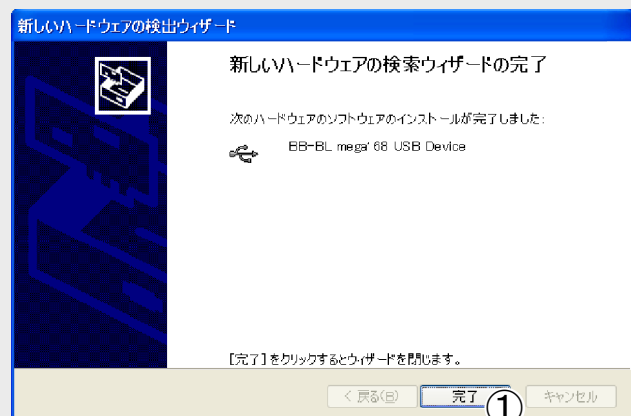 新しいハードウェアの検出ウィザード
新しいハードウェアの検索ウィザードの完了
次のハードウェアのソフトウェアのインストールが完了しました:
BB-BL mega'68 USB Device
[完了]をクリックするとウィザードを閉じます。
< 戻る(B) 完了 ① キャンセル